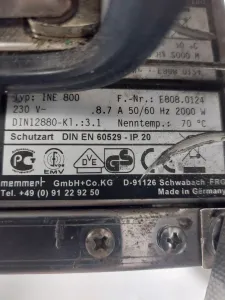 Typ: INE 800 F.-Nr.: E808.0124
230 V~ 8.7 A 50/60 Hz 2000 W
DIN12880-Kl.:3.1 Nenntemp.: 70 °C
Schutzart DIN EN 60529 - IP 20
EMV
memmert GmbH+Co.KG D-91126 Schwabach FRG
Tel. +49 (0) 91 22 92 50 Made in Germany